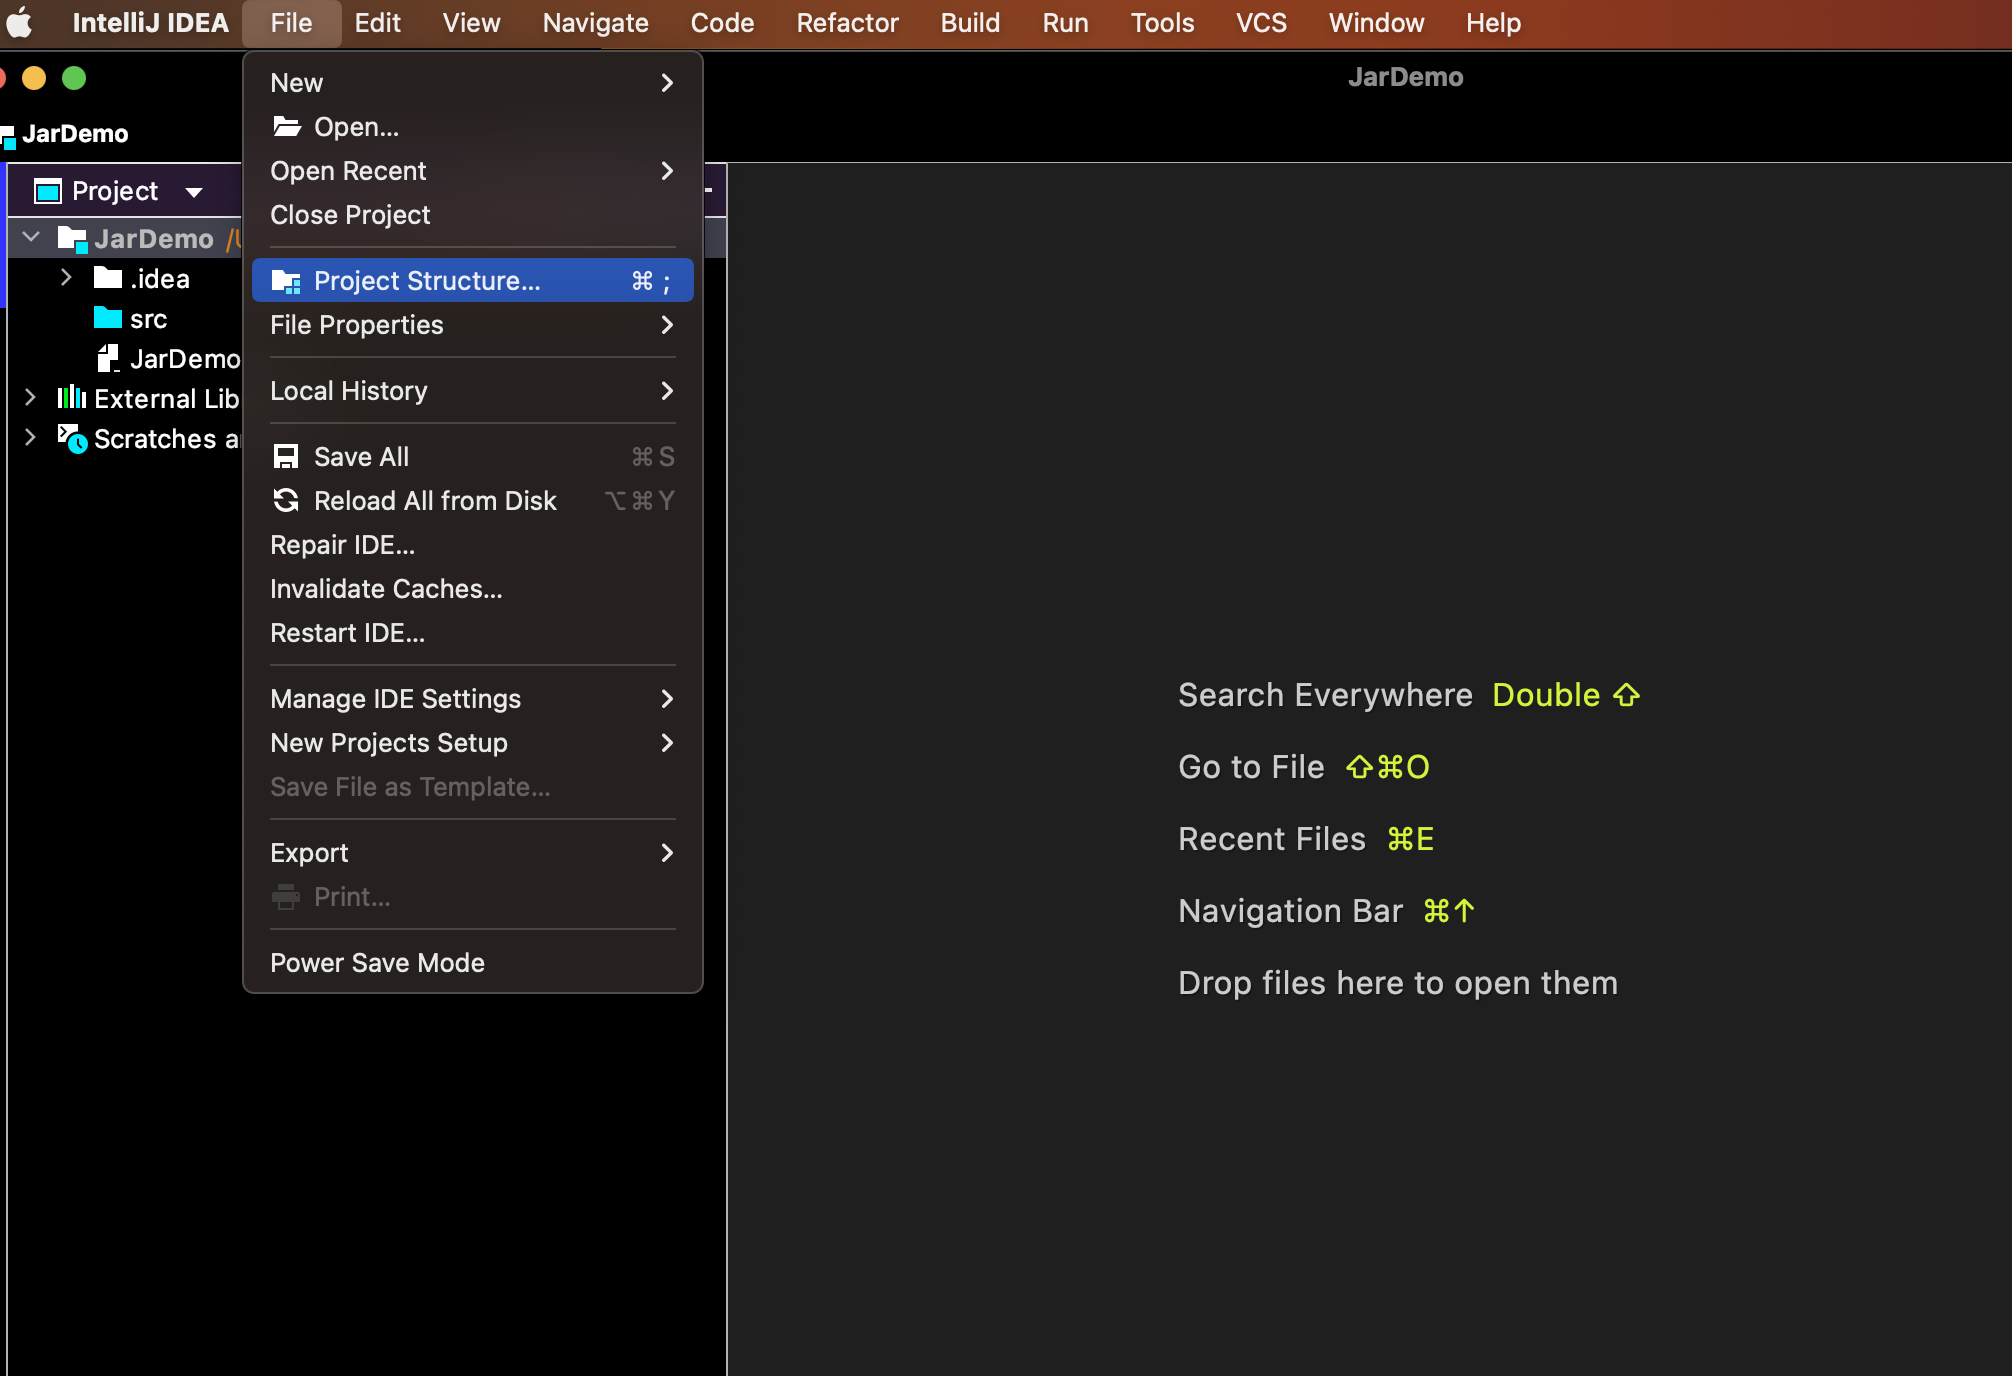 IntelliJ IDEA File Edit View Navigate Code Refactor Build Run Tools VCS Window Help
JarDemo
JarDemo
Project
JarDemo
.idea
src
JarDemo
External Lib
Scratches
New
Open...
Open Recent
Close Project
Project Structure... ⌘ ;
File Properties
Local History
Save All ⌘ S
Reload All from Disk ⌥ ⌘ Y
Repair IDE...
Invalidate Caches...
Restart IDE...
Manage IDE Settings
New Projects Setup
Save File as Template...
Export
Print...
Power Save Mode
Search Everywhere Double ⇧
Go to File ⇧⌘O
Recent Files ⌘E
Navigation Bar ⌘↑
Drop files here to open them